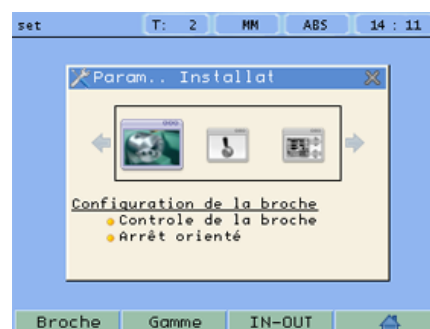 set T: 2 MM ABS 14 : 11
Param.. Installat
Configuration de la broche
Controle de la broche
Arrêt orienté
Broche Gamme IN-OUT